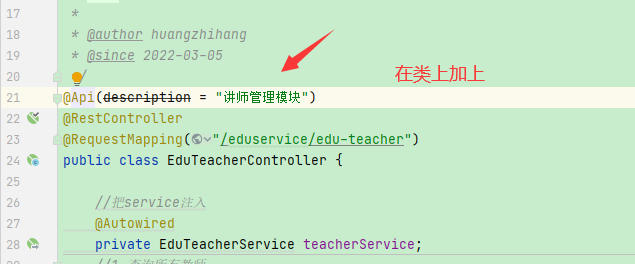 17 *
18 * @author huangzhihang
19 * @since 2022-03-05
20 */
在类上加上
21 @Api(description = "讲师管理模块")
22 @RestController
23 @RequestMapping("/eduservice/edu-teacher")
24 public class EduTeacherController {
25
26 //把service注入
27 @Autowired
28 private EduTeacherService teacherService;